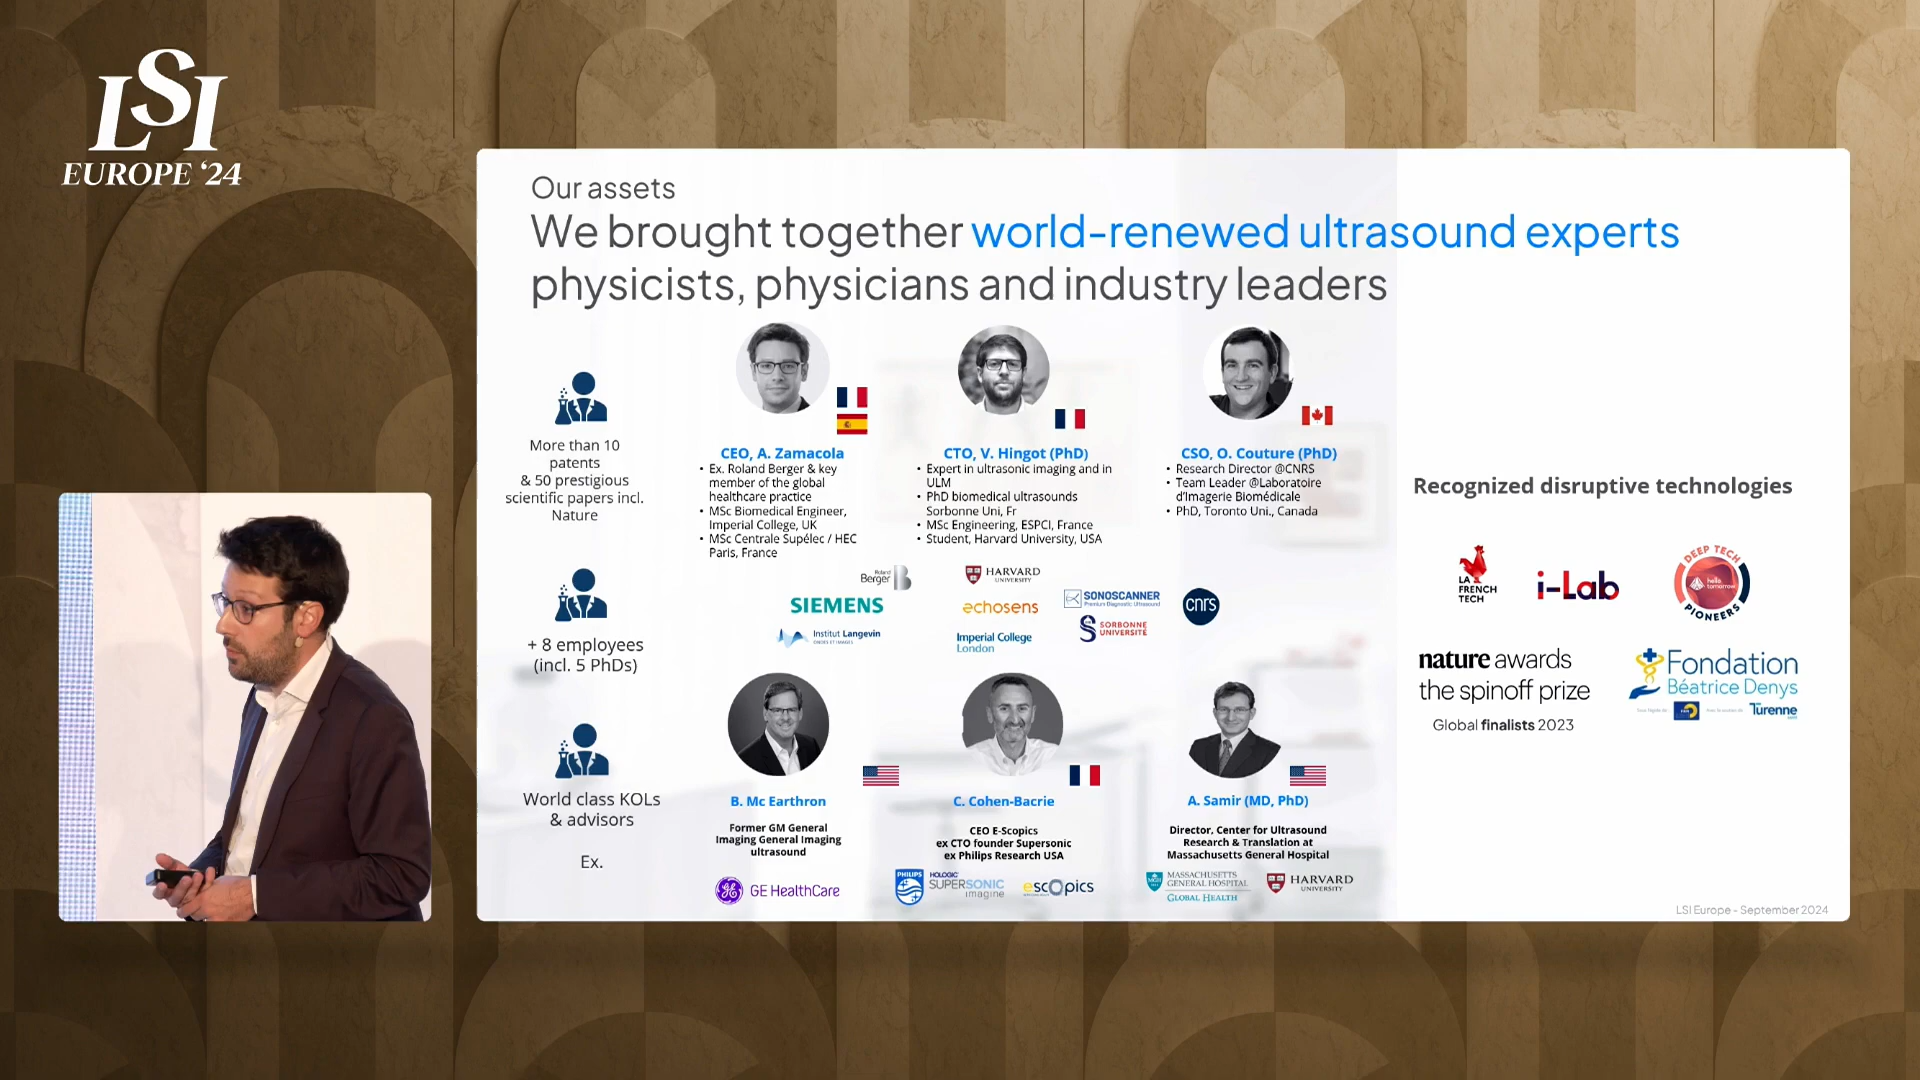 LSI
EUROPE ‘24
Our assets
We brought together world-renewed ultrasound experts
physicists, physicians and industry leaders
More than 10
patents
& 50 prestigious
scientific papers incl.
Nature
CEO, A. Zamacola
• Ex. Roland Berger & key
member of the global
healthcare practice
• MSc Biomedical Engineer,
Imperial College, UK
• MSc Centrale Supélec / HEC
Paris, France
CTO, V. Hingot (PhD)
• Expert in ultrasonic imaging and in
ULM
• PhD biomedical ultrasounds
Sorbonne Uni, Fr
• MSc Engineering, ESPCI, France
• Student, Harvard University, USA
CSO, O. Couture (PhD)
• Research Director @CNRS
• Team Leader @Laboratoire
d’Imagerie Biomédicale
• PhD, Toronto Uni., Canada
+ 8 employees
(incl. 5 PhDs)
Roland
Berger B
SIEMENS
Institut Langevin
ONDES ET IMAGES
HARVARD
UNIVERSITY
echosens
Imperial College
London
SONOSCANNER
Premium Diagnostic Ultrasound
S SORBONNE
UNIVERSITÉ
cnrs
World class KOLs
& advisors
Ex.
B. Mc Earthron
Former GM General
Imaging General Imaging
ultrasound
GE HealthCare
C. Cohen-Bacrie
CEO E-Scopics
ex CTO founder Supersonic
ex Philips Research USA
PHILIPS
HOLOGIC
SUPERSONIC
imagine
escopics
A. Samir (MD, PhD)
Director, Center for Ultrasound
Research & Translation at
Massachusetts General Hospital
MASSACHUSETTS
GENERAL HOSPITAL
GLOBAL HEALTH
HARVARD
UNIVERSITY
Recognized disruptive technologies
LA
FRENCH
TECH
i-Lab
DEEP TECH
hello
tomorrow
PIONEERS
nature awards
the spinoff prize
Global finalists 2023
Fondation
Béatrice Denys
Turenne
LSI Europe - September 2024